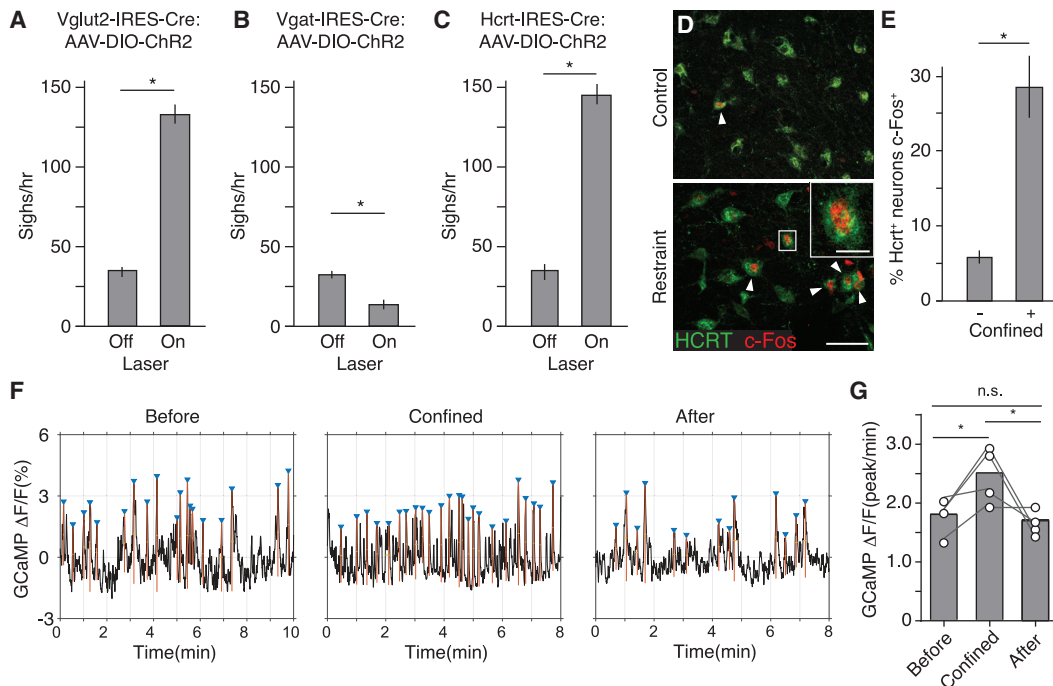 A
Vglut2-IRES-Cre:
AAV-DIO-ChR2
Sighs/hr
150
100
50
0
Off On
Laser
*
B
Vgat-IRES-Cre:
AAV-DIO-ChR2
Sighs/hr
150
100
50
0
Off On
Laser
*
C
Hcrt-IRES-Cre:
AAV-DIO-ChR2
Sighs/hr
150
100
50
0
Off On
Laser
*
D
Control
Restraint
HCRT c-Fos
E
% Hcrt⁺ neurons c-Fos⁺
30
20
10
0
- +
Confined
*
F
Before
Confined
After
GCaMP ΔF/F(%)
6
3
0
-3
0 2 4 6 8 10
Time(min)
0 2 4 6 8
Time(min)
0 2 4 6 8
Time(min)
G
n.s.
* *
GCaMP ΔF/F(peak/min)
3.0
2.0
1.0
0
Before
Confined
After